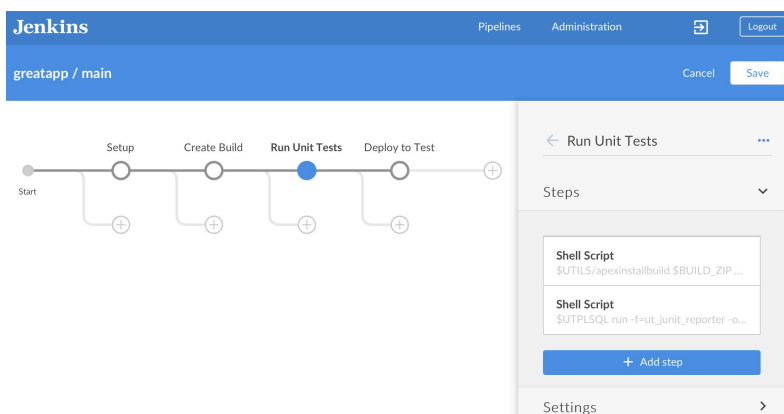 Jenkins
Pipelines
Administration
Logout
greatapp / main
Cancel
Save
Setup
Create Build
Run Unit Tests
Deploy to Test
Start
Run Unit Tests
Steps
Shell Script
$UTILS/apexinstallbuild $BUILD_ZIP ...
Shell Script
$UTPLSQL run -f=ut_junit_reporter -o...
+ Add step
Settings